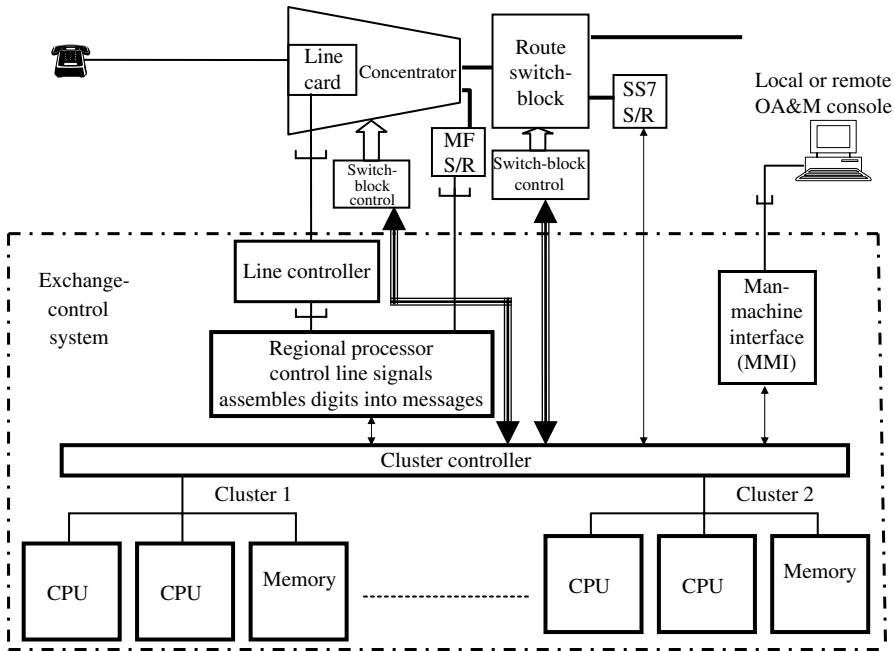 Line
card
Concentrator
Route
switch-
block
SS7
S/R
Local or remote
OA&M console
MF
S/R
Switch-
block
control
Switch-block
control
Exchange-
control
system
Line controller
Man-
machine
interface
(MMI)
Regional processor
control line signals
assembles digits into messages
Cluster controller
Cluster 1
Cluster 2
CPU
CPU
Memory
CPU
CPU
Memory